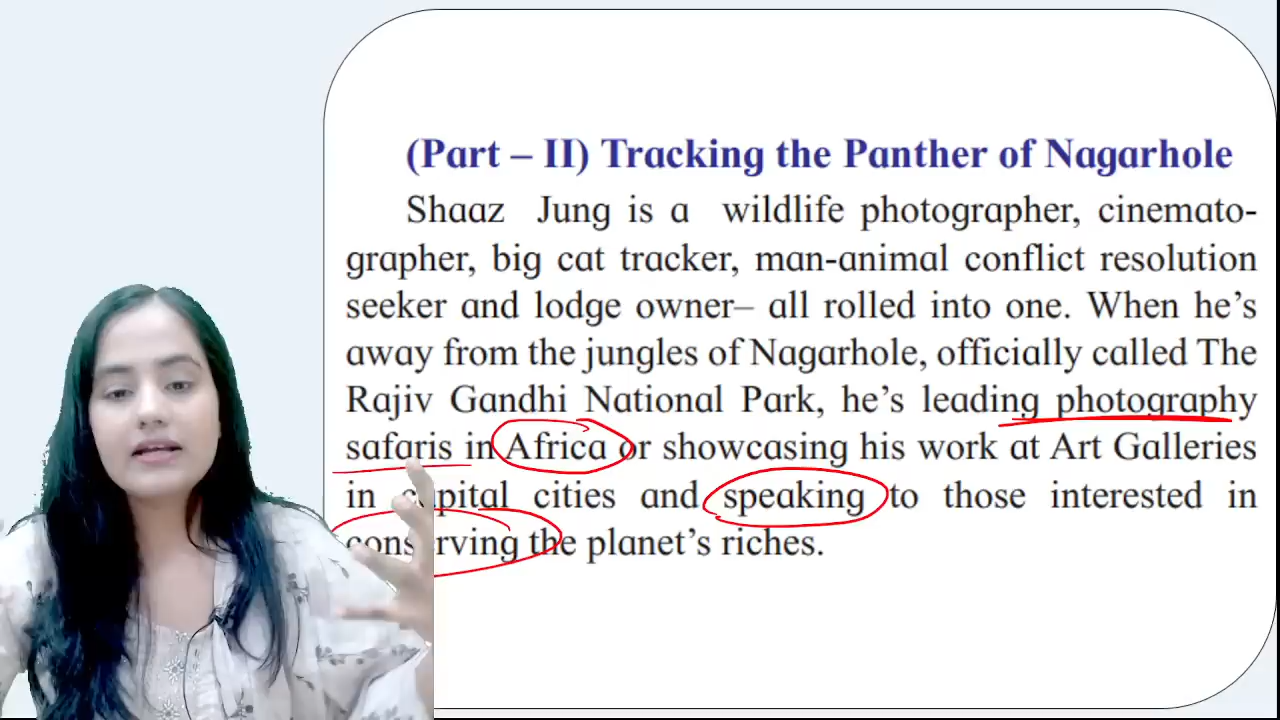 (Part – II) Tracking the Panther of Nagarhole
Shaaz Jung is a wildlife photographer, cinemato-
grapher, big cat tracker, man-animal conflict resolution
seeker and lodge owner– all rolled into one. When he's
away from the jungles of Nagarhole, officially called The
Rajiv Gandhi National Park, he's leading photography
safaris in Africa or showcasing his work at Art Galleries
in capital cities and speaking to those interested in
conserving the planet's riches.